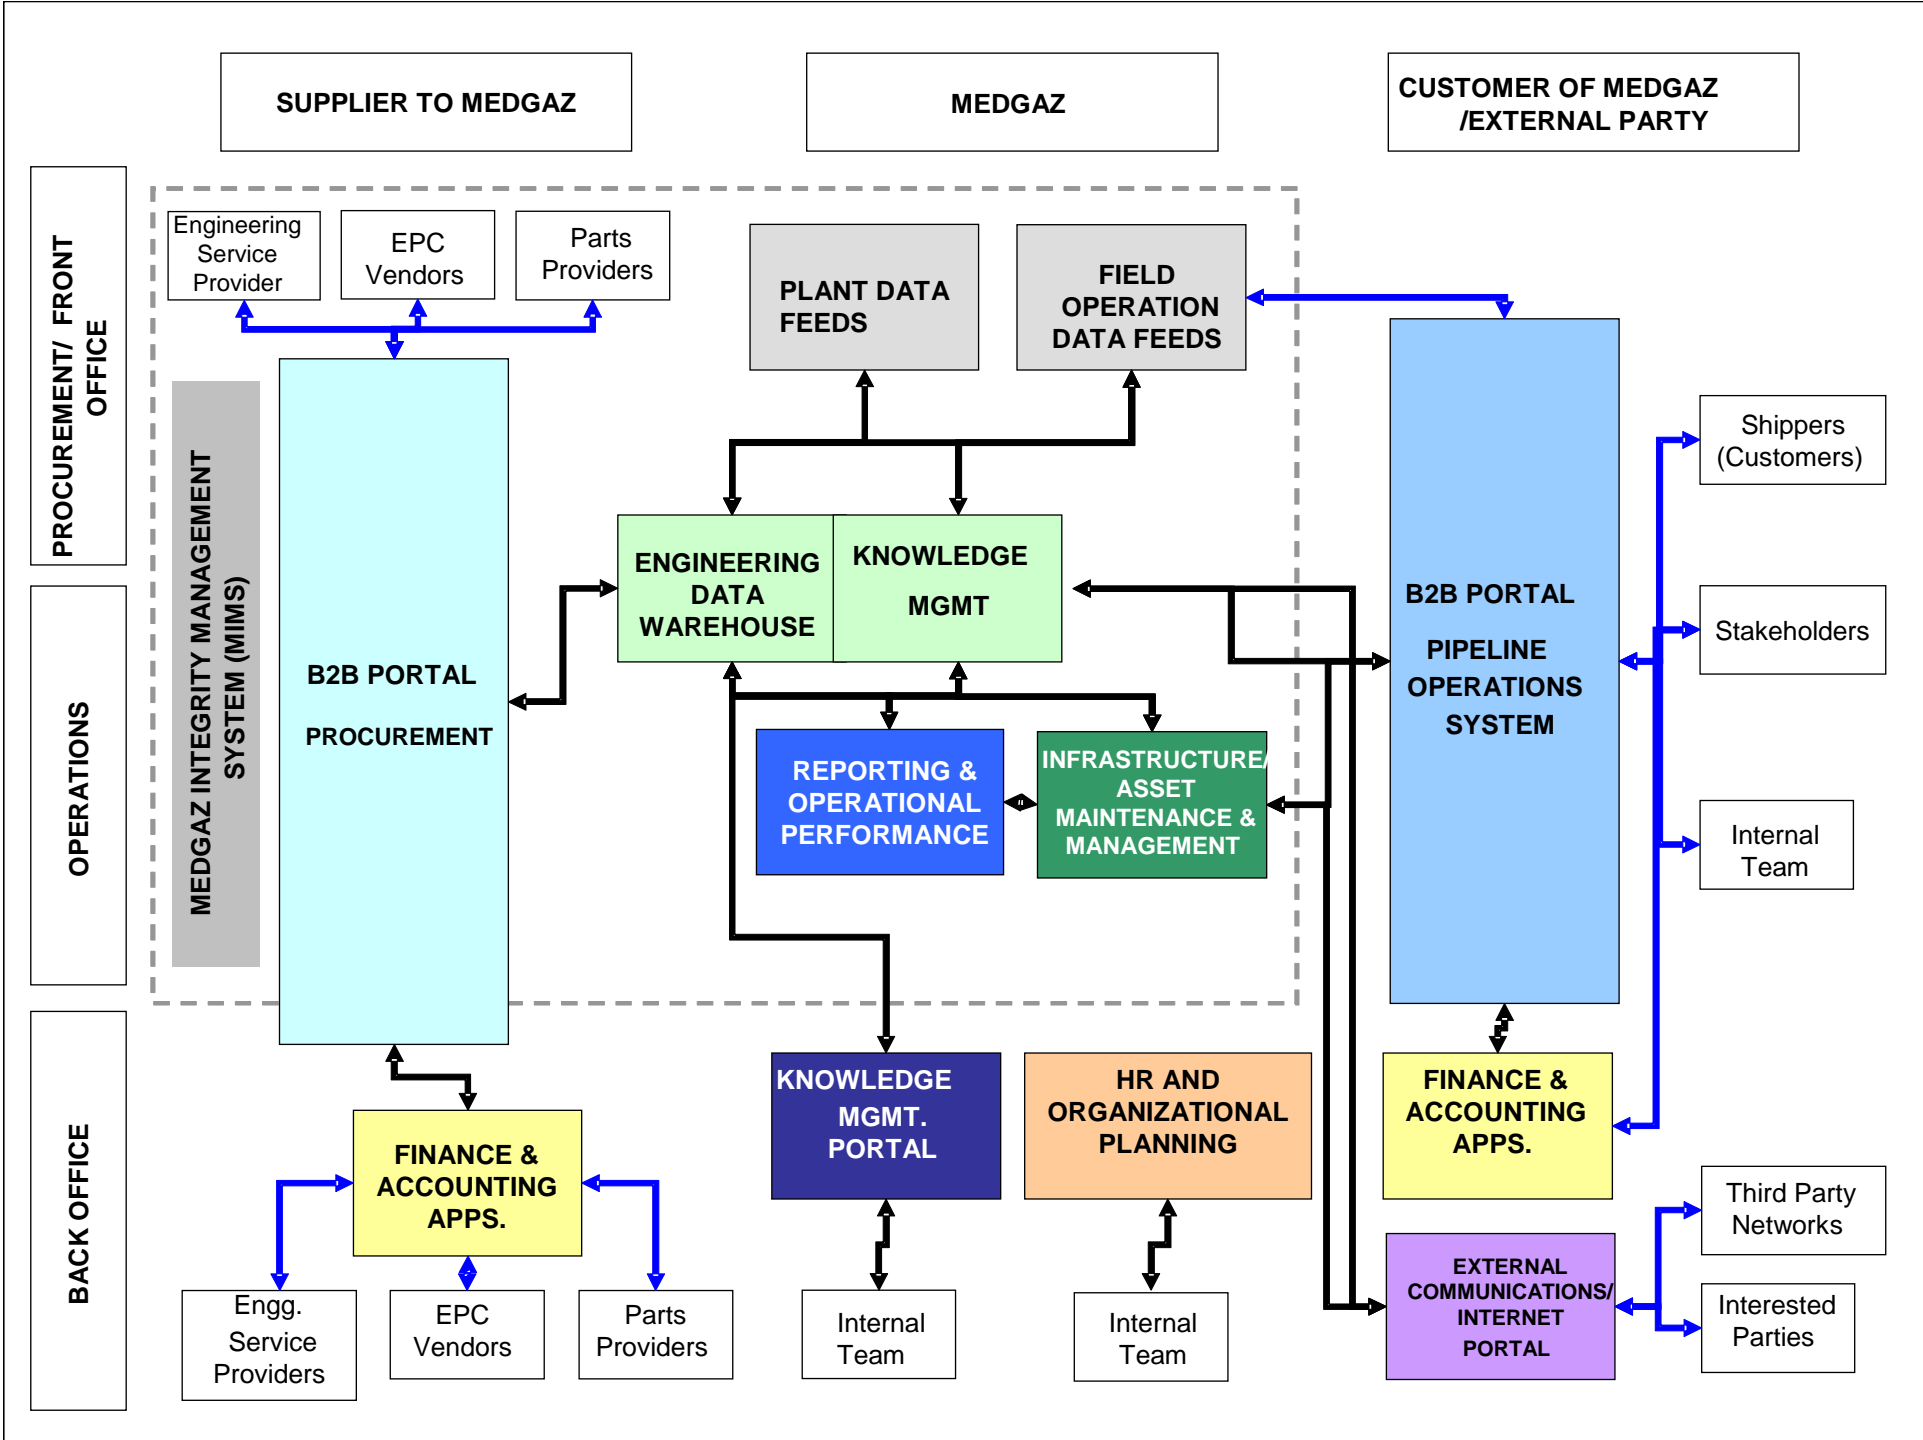 SUPPLIER TO MEDGAZ
MEDGAZ
CUSTOMER OF MEDGAZ
/EXTERNAL PARTY
PROCUREMENT/ FRONT
OFFICE
OPERATIONS
BACK OFFICE
MEDGAZ INTEGRITY MANAGEMENT
SYSTEM (MIMS)
Engineering
Service
Provider
EPC
Vendors
Parts
Providers
PLANT DATA
FEEDS
FIELD
OPERATION
DATA FEEDS
B2B PORTAL
PROCUREMENT
ENGINEERING
DATA
WAREHOUSE
KNOWLEDGE
MGMT
B2B PORTAL
PIPELINE
OPERATIONS
SYSTEM
Shippers
(Customers)
Stakeholders
Internal
Team
REPORTING &
OPERATIONAL
PERFORMANCE
INFRASTRUCTURE/
ASSET
MAINTENANCE &
MANAGEMENT
KNOWLEDGE
MGMT.
PORTAL
HR AND
ORGANIZATIONAL
PLANNING
FINANCE &
ACCOUNTING
APPS.
FINANCE &
ACCOUNTING
APPS.
Third Party
Networks
EXTERNAL
COMMUNICATIONS/
INTERNET
PORTAL
Interested
Parties
Engg.
Service
Providers
EPC
Vendors
Parts
Providers
Internal
Team
Internal
Team